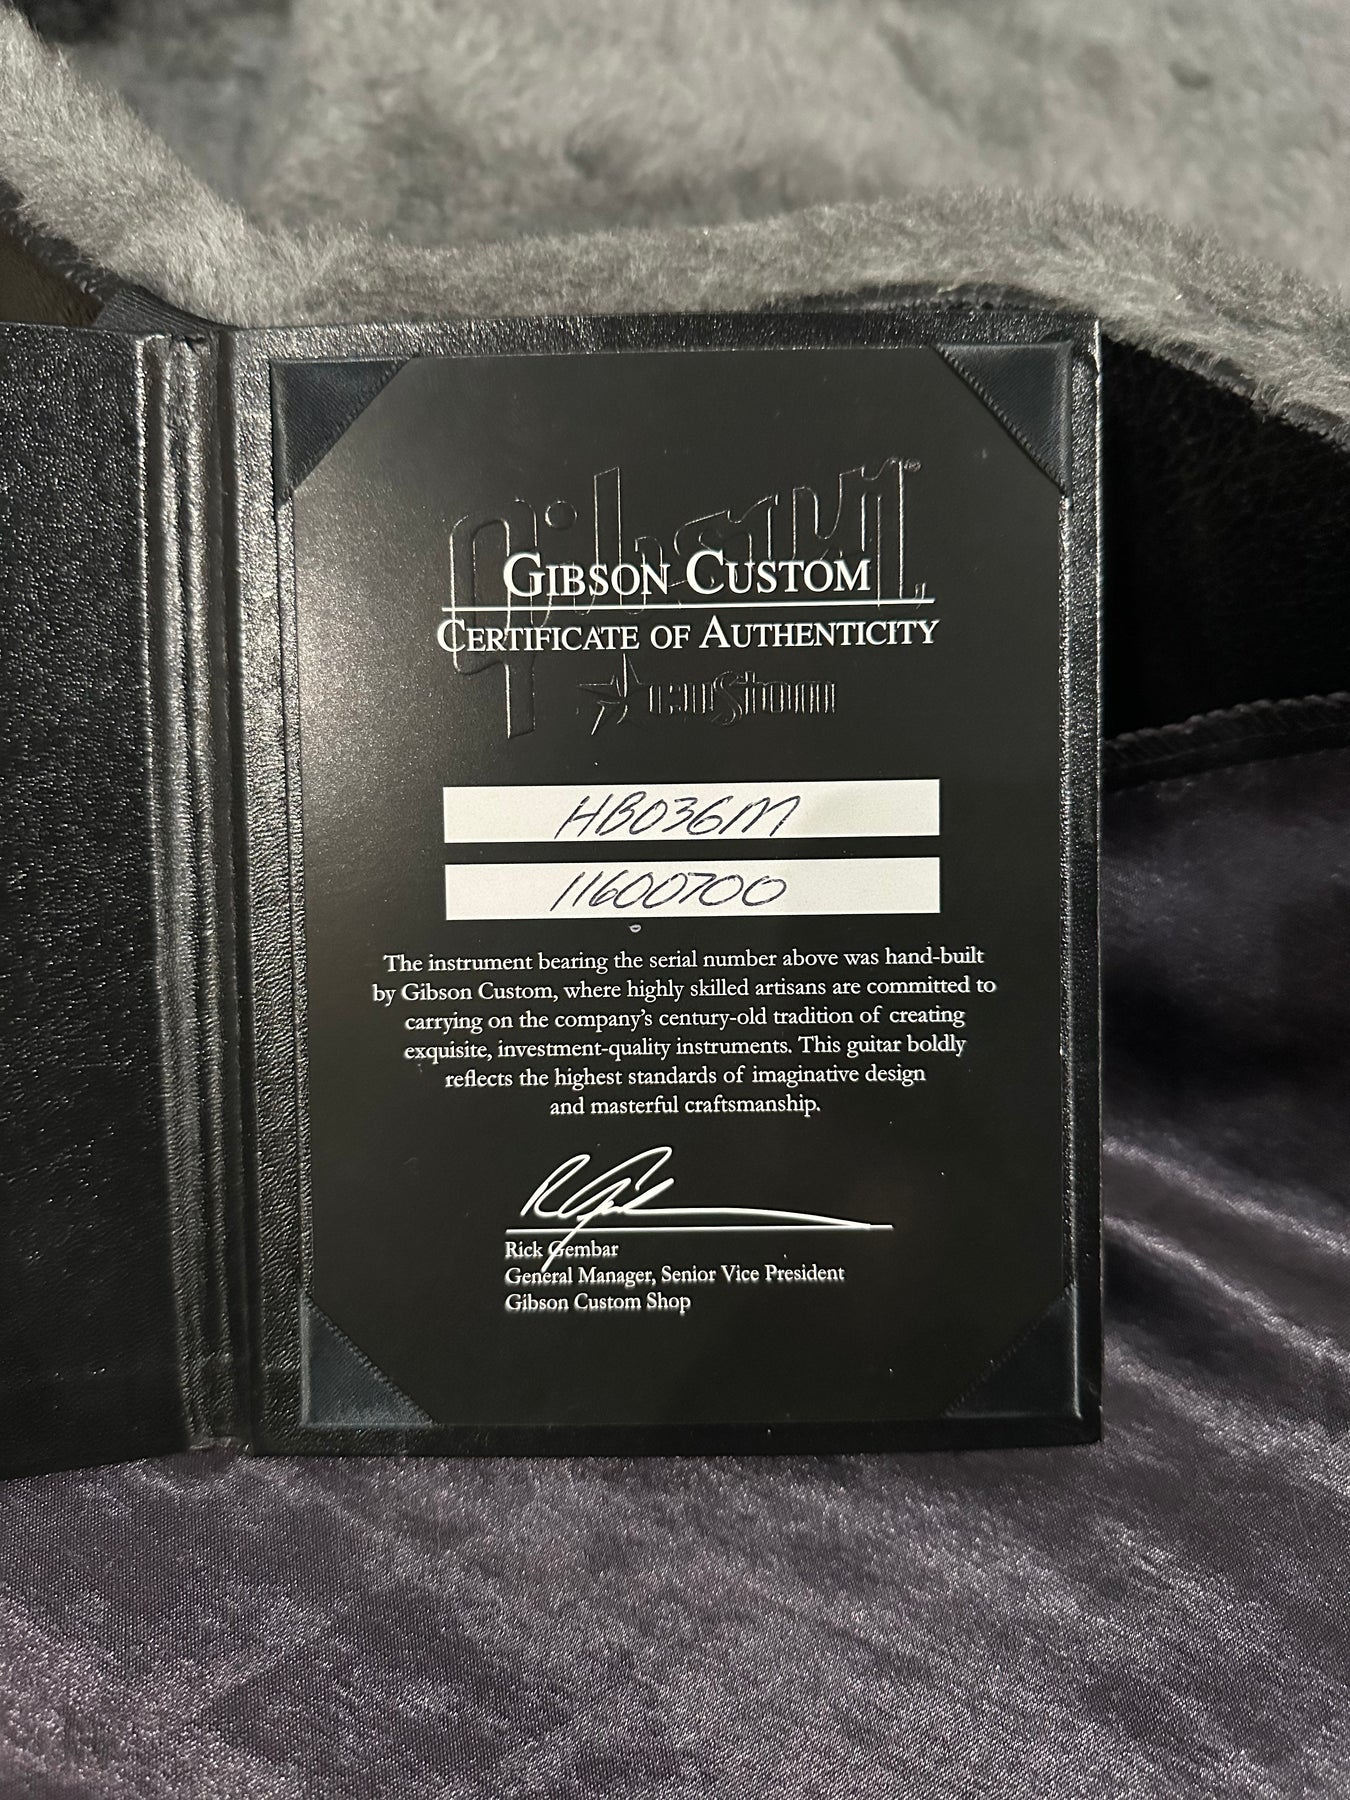 Gibson
GIBSON CUSTOM
CERTIFICATE OF AUTHENTICITY
custom
HB036M
11600700
The instrument bearing the serial number above was hand-built
by Gibson Custom, where highly skilled artisans are committed to
carrying on the company's century-old tradition of creating
exquisite, investment-quality instruments. This guitar boldly
reflects the highest standards of imaginative design
and masterful craftsmanship.
Rick Gembar
General Manager, Senior Vice President
Gibson Custom Shop